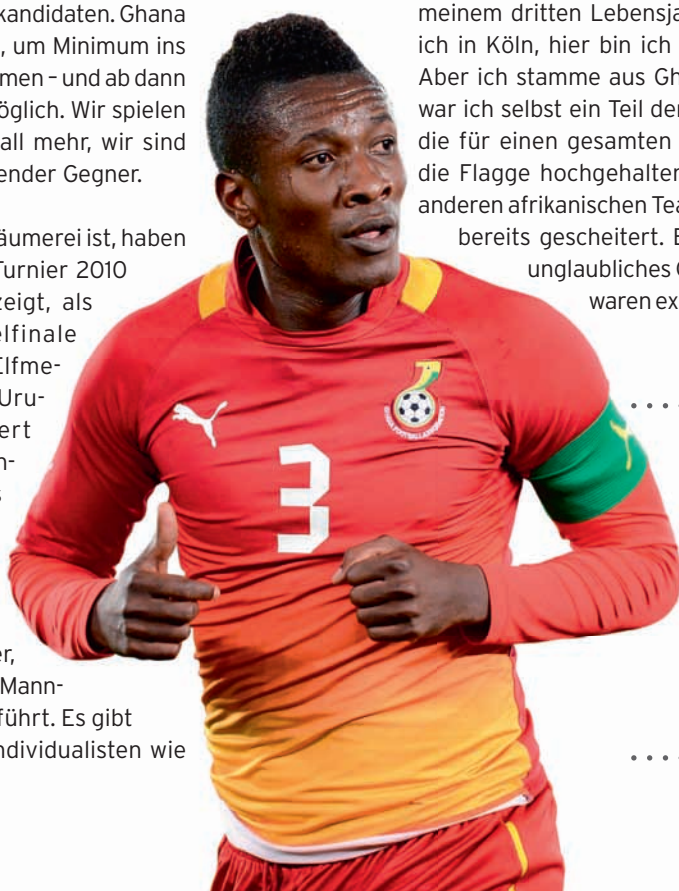 kandidaten. Ghana
, um Minimum ins
men – und ab dann
öglich. Wir spielen
all mehr, wir sind
ender Gegner.
äumerei ist, haben
Turnier 2010
zeigt, als
elfinale
Elfme-
Uru-
ert
n-
s
er,
Mann-
führt. Es gibt
ndividualisten wie
meinem dritten Lebensja
ich in Köln, hier bin ich
Aber ich stamme aus Gh
war ich selbst ein Teil der
die für einen gesamten
die Flagge hochgehalten
anderen afrikanischen Tea
bereits gescheitert. E
unglaubliches G
waren ex
3